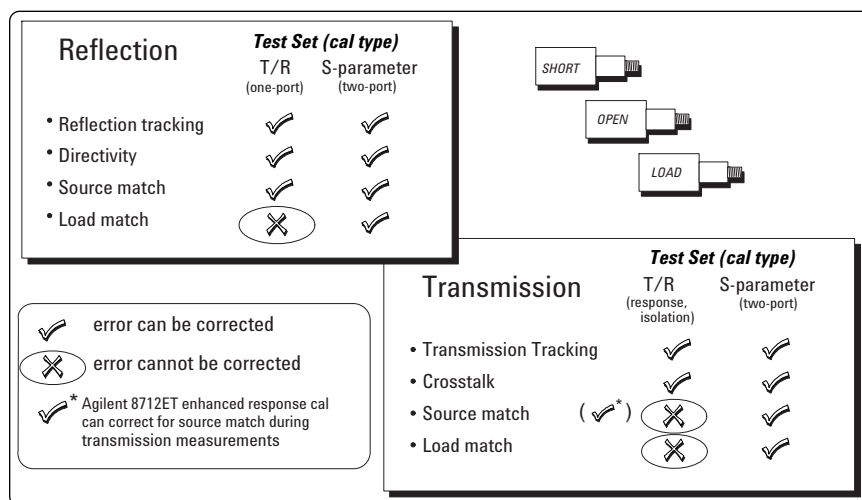 Reflection
Test Set (cal type)
T/R S-parameter
(one-port) (two-port)
• Reflection tracking
• Directivity
• Source match
• Load match
SHORT
OPEN
LOAD
Test Set (cal type)
Transmission
T/R S-parameter
(response, (two-port)
isolation)
• Transmission Tracking
• Crosstalk
• Source match ( * )
• Load match
error can be corrected
error cannot be corrected
* Agilent 8712ET enhanced response cal
can correct for source match during
transmission measurements